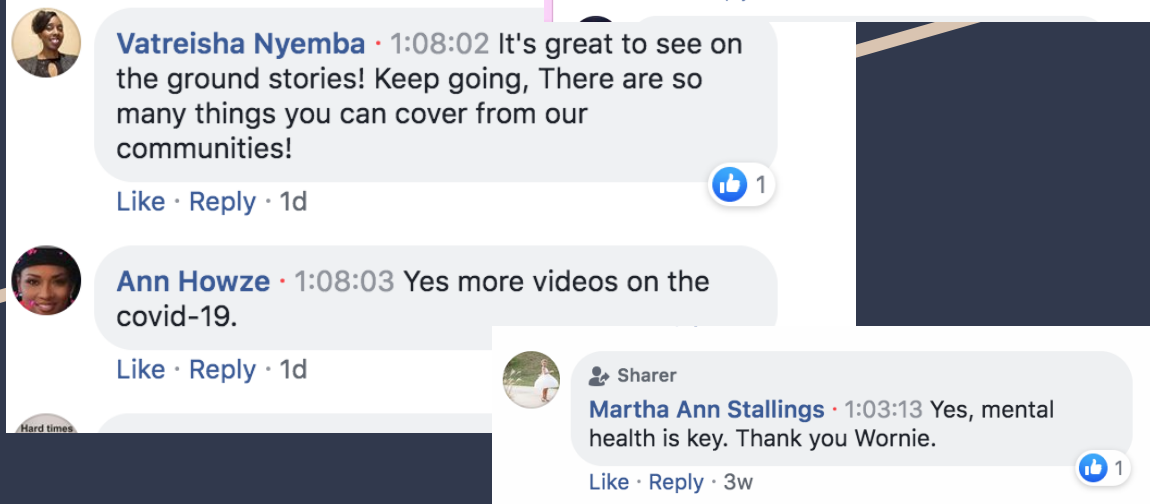 Vatreisha Nyemba · 1:08:02 It's great to see on
the ground stories! Keep going, There are so
many things you can cover from our
communities!
1
Like · Reply · 1d
Ann Howze · 1:08:03 Yes more videos on the
covid-19.
Like · Reply · 1d
Hard times
Sharer
Martha Ann Stallings · 1:03:13 Yes, mental
health is key. Thank you Wornie.
1
Like · Reply · 3w